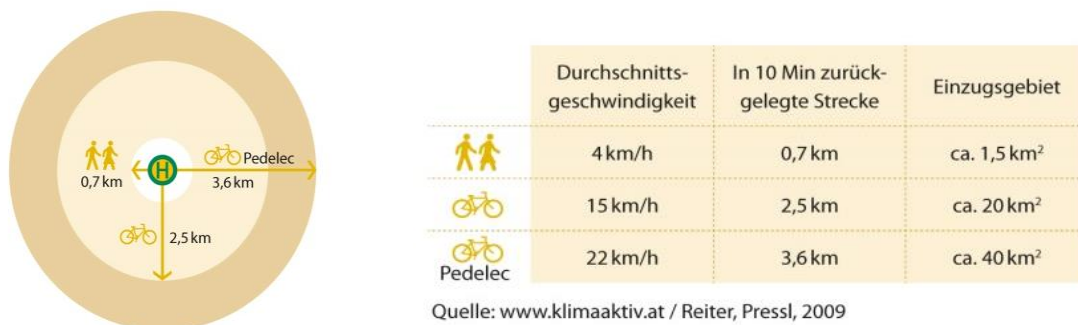 H
Pedelec
0,7 km
3,6 km
2,5 km
Durchschnitts-
geschwindigkeit
In 10 Min zurück-
gelegte Strecke
Einzugsgebiet
4 km/h
0,7 km
ca. 1,5 km²
15 km/h
2,5 km
ca. 20 km²
Pedelec
22 km/h
3,6 km
ca. 40 km²
Quelle: www.klimaaktiv.at / Reiter, Pressl, 2009